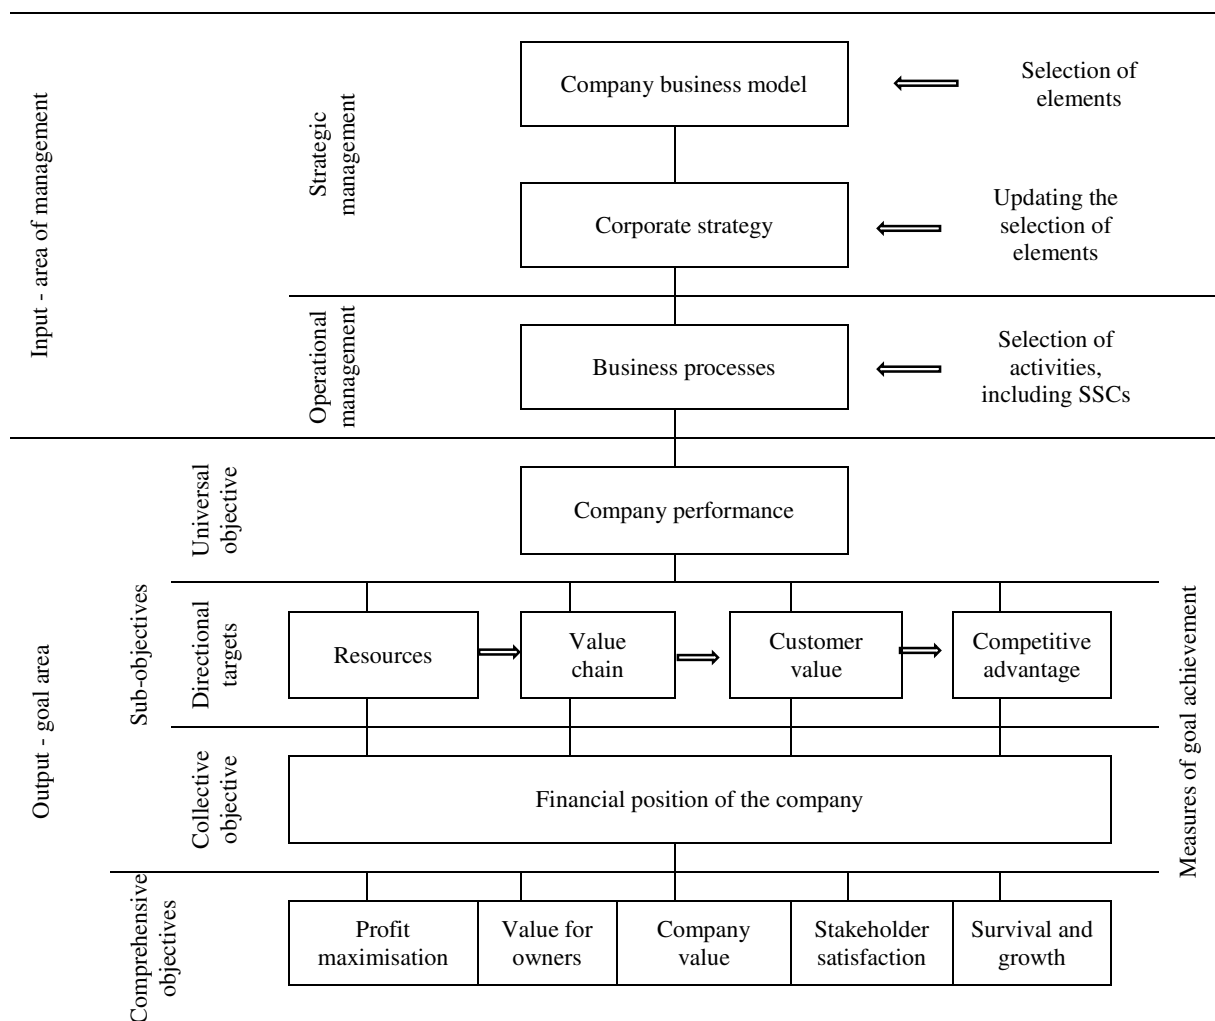 Input - area of management
Strategic
management
Company business model
Selection of
elements
Corporate strategy
Updating the
selection of
elements
Operational
management
Business processes
Selection of
activities,
including SSCs
Output - goal area
Universal
objective
Company performance
Sub-objectives
Directional
targets
Resources
Value
chain
Customer
value
Competitive
advantage
Measures of goal achievement
Collective
objective
Financial position of the company
Comprehensive
objectives
Profit
maximisation
Value for
owners
Company
value
Stakeholder
satisfaction
Survival and
growth